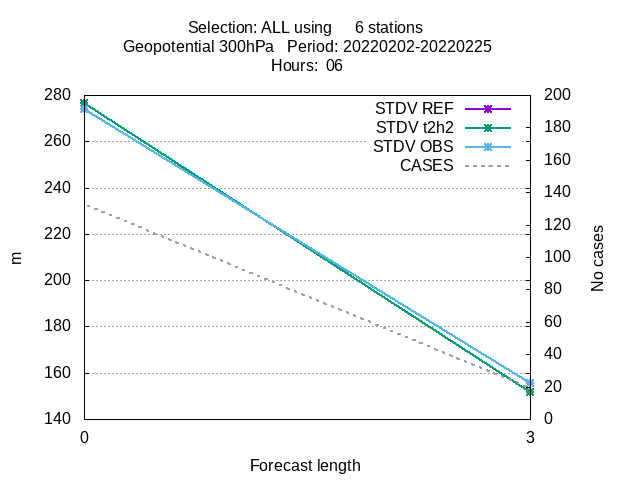 Selection: ALL using     6 stations
Geopotential 300hPa   Period: 20220202-20220225
Hours:  06
280
260
240
220
200
180
160
140
200
180
160
140
120
100
80
60
40
20
0
STDV REF
STDV t2h2
STDV OBS
CASES
m
No cases
0
3
Forecast length